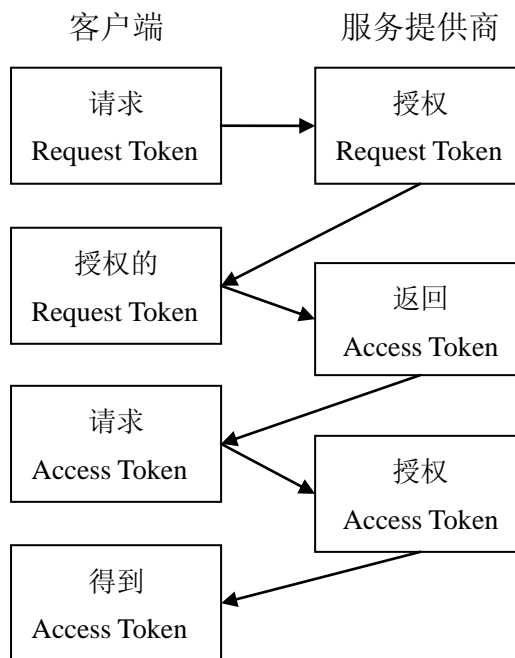 客户端
服务提供商
请求
Request Token
授权
Request Token
授权的
Request Token
返回
Access Token
请求
Access Token
授权
Access Token
得到
Access Token